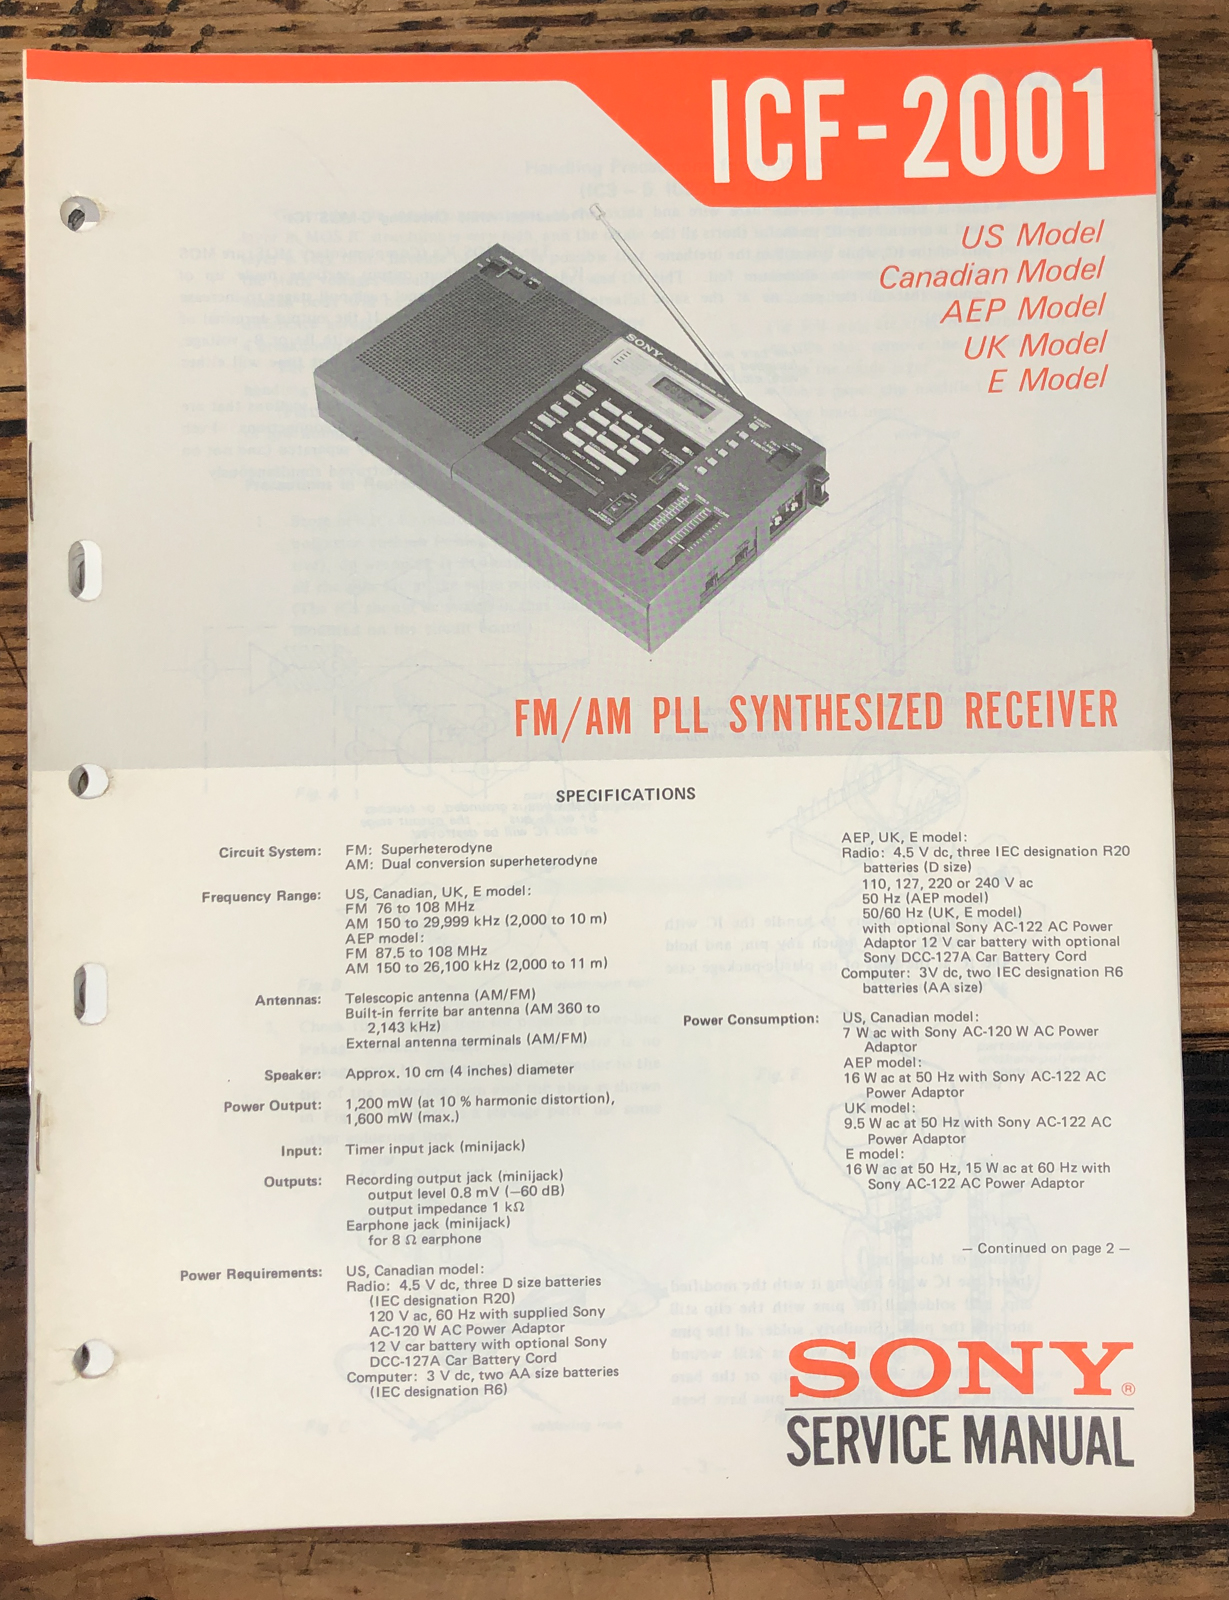 ICF-2001
US Model
Canadian Model
AEP Model
UK Model
E Model
SONY
FM/AM PLL SYNTHESIZED RECEIVER
SPECIFICATIONS
Circuit System: FM: Superheterodyne
AM: Dual conversion superheterodyne
Frequency Range: US, Canadian, UK, E model:
FM 76 to 108 MHz
AM 150 to 29,999 kHz (2,000 to 10 m)
AEP model:
FM 87.5 to 108 MHz
AM 150 to 26,100 kHz (2,000 to 11 m)
Antennas: Telescopic antenna (AM/FM)
Built-in ferrite bar antenna (AM 360 to
2,143 kHz)
External antenna terminals (AM/FM)
Speaker: Approx. 10 cm (4 inches) diameter
Power Output: 1,200 mW (at 10 % harmonic distortion),
1,600 mW (max.)
Input: Timer input jack (minijack)
Outputs: Recording output jack (minijack)
output level 0.8 mV (−60 dB)
output impedance 1 kΩ
Earphone jack (minijack)
for 8 Ω earphone
Power Requirements: US, Canadian model:
Radio: 4.5 V dc, three D size batteries
(IEC designation R20)
120 V ac, 60 Hz with supplied Sony
AC-120 W AC Power Adaptor
12 V car battery with optional Sony
DCC-127A Car Battery Cord
Computer: 3 V dc, two AA size batteries
(IEC designation R6)
AEP, UK, E model:
Radio: 4.5 V dc, three IEC designation R20
batteries (D size)
110, 127, 220 or 240 V ac
50 Hz (AEP model)
50/60 Hz (UK, E model)
with optional Sony AC-122 AC Power
Adaptor 12 V car battery with optional
Sony DCC-127A Car Battery Cord
Computer: 3V dc, two IEC designation R6
batteries (AA size)
Power Consumption: US, Canadian model:
7 W ac with Sony AC-120 W AC Power
Adaptor
AEP model:
16 W ac at 50 Hz with Sony AC-122 AC
Power Adaptor
UK model:
9.5 W ac at 50 Hz with Sony AC-122 AC
Power Adaptor
E model:
16 W ac at 50 Hz, 15 W ac at 60 Hz with
Sony AC-122 AC Power Adaptor
— Continued on page 2 —
SONY®
SERVICE MANUAL